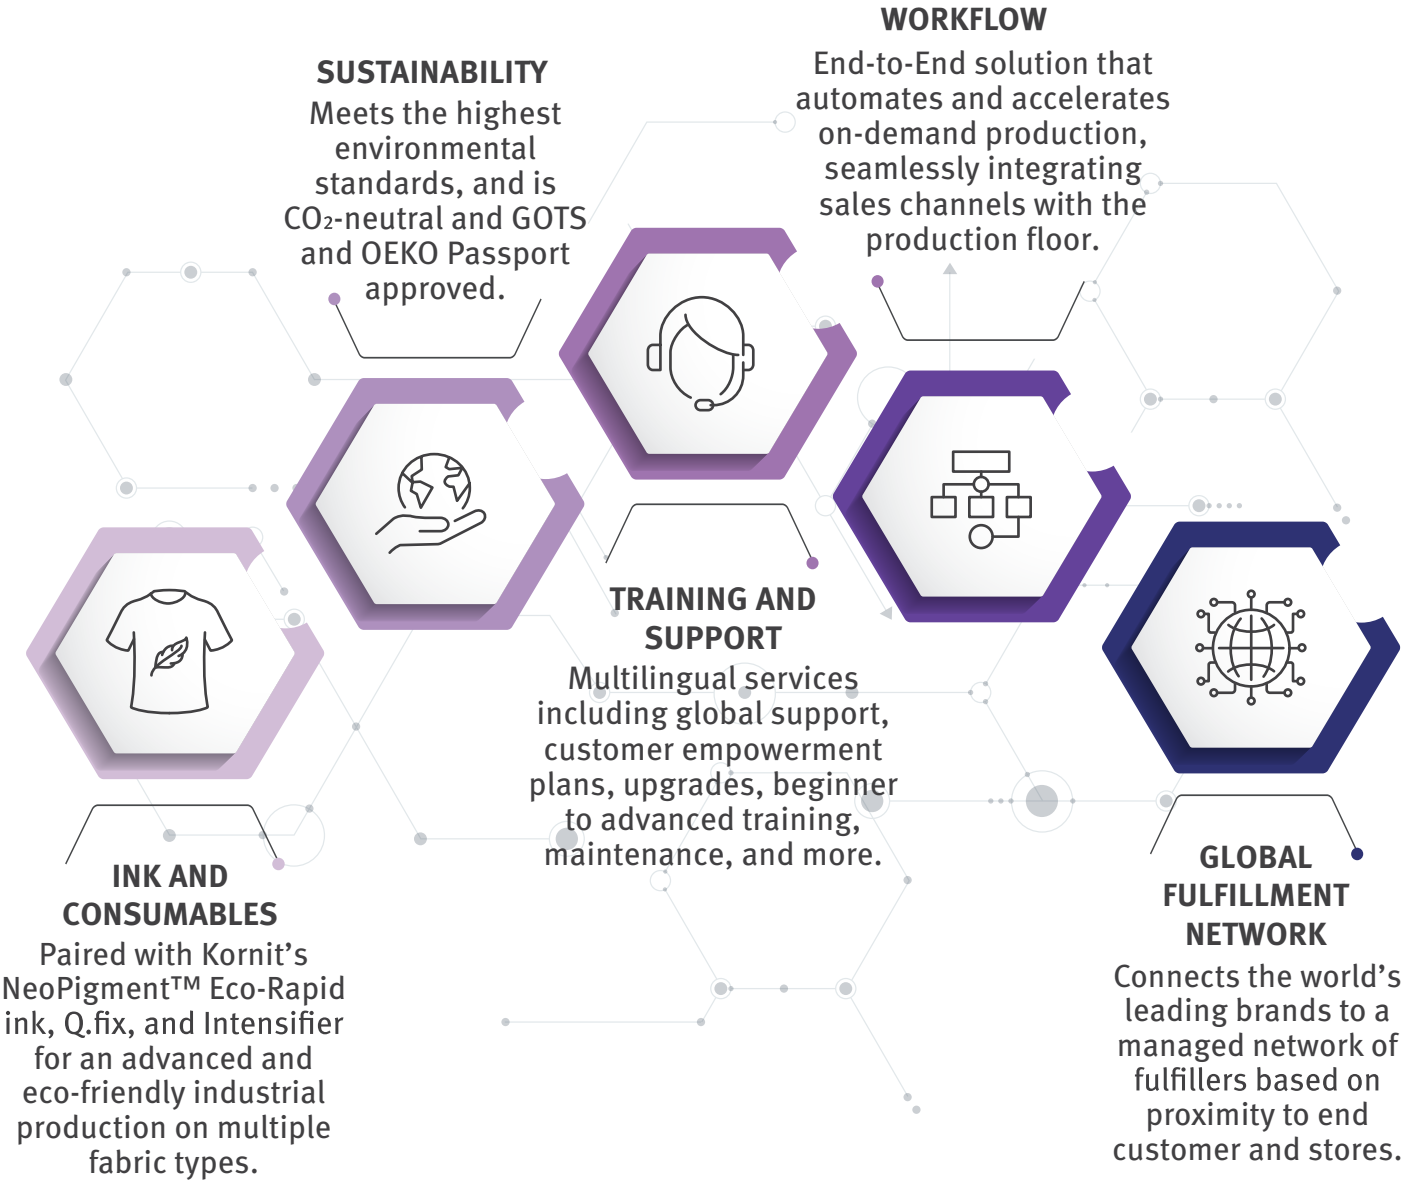 INK AND
CONSUMABLES
Paired with Kornit's
NeoPigment™ Eco-Rapid
ink, Q.fix, and Intensifier
for an advanced and
eco-friendly industrial
production on multiple
fabric types.
SUSTAINABILITY
Meets the highest
environmental
standards, and is
CO₂-neutral and GOTS
and OEKO Passport
approved.
TRAINING AND
SUPPORT
Multilingual services
including global support,
customer empowerment
plans, upgrades, beginner
to advanced training,
maintenance, and more.
WORKFLOW
End-to-End solution that
automates and accelerates
on-demand production,
seamlessly integrating
sales channels with the
production floor.
GLOBAL
FULFILLMENT
NETWORK
Connects the world's
leading brands to a
managed network of
fulfillers based on
proximity to end
customer and stores.